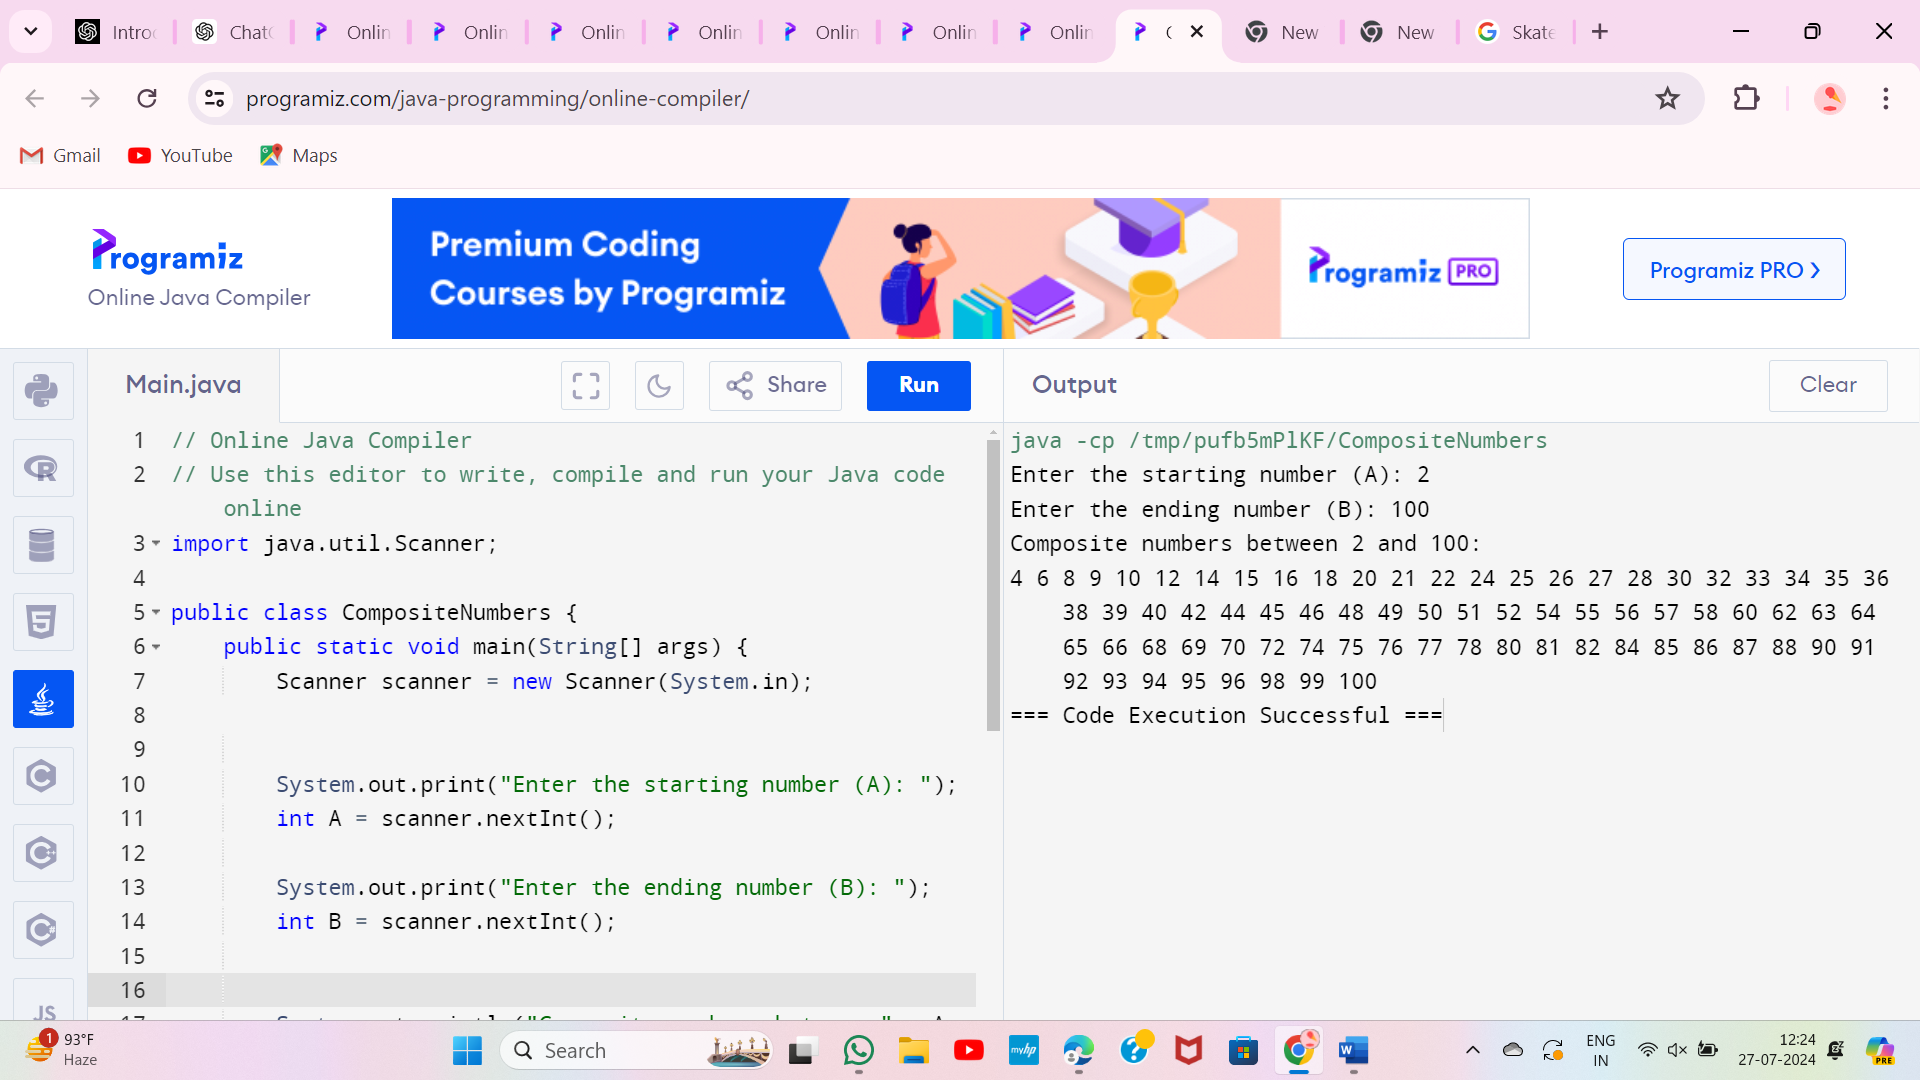 Intro
Chat
Onlin
Onlin
Onlin
Onlin
Onlin
Onlin
Onlin
New
New
Skate
programiz.com/java-programming/online-compiler/
Gmail
YouTube
Maps
Programiz
Online Java Compiler
Premium Coding
Courses by Programiz
Programiz PRO
Programiz PRO
Main.java
Share
Run
Output
Clear
1 // Online Java Compiler
2 // Use this editor to write, compile and run your Java code
online
3 import java.util.Scanner;
4
5 public class CompositeNumbers {
6 public static void main(String[] args) {
7 Scanner scanner = new Scanner(System.in);
8
9
10 System.out.print("Enter the starting number (A): ");
11 int A = scanner.nextInt();
12
13 System.out.print("Enter the ending number (B): ");
14 int B = scanner.nextInt();
15
16
java -cp /tmp/pufb5mPlKF/CompositeNumbers
Enter the starting number (A): 2
Enter the ending number (B): 100
Composite numbers between 2 and 100:
4 6 8 9 10 12 14 15 16 18 20 21 22 24 25 26 27 28 30 32 33 34 35 36
38 39 40 42 44 45 46 48 49 50 51 52 54 55 56 57 58 60 62 63 64
65 66 68 69 70 72 74 75 76 77 78 80 81 82 84 85 86 87 88 90 91
92 93 94 95 96 98 99 100
=== Code Execution Successful ===
JS
1
93°F
Haze
Search
myhp
ENG
IN
12:24
27-07-2024
PRE